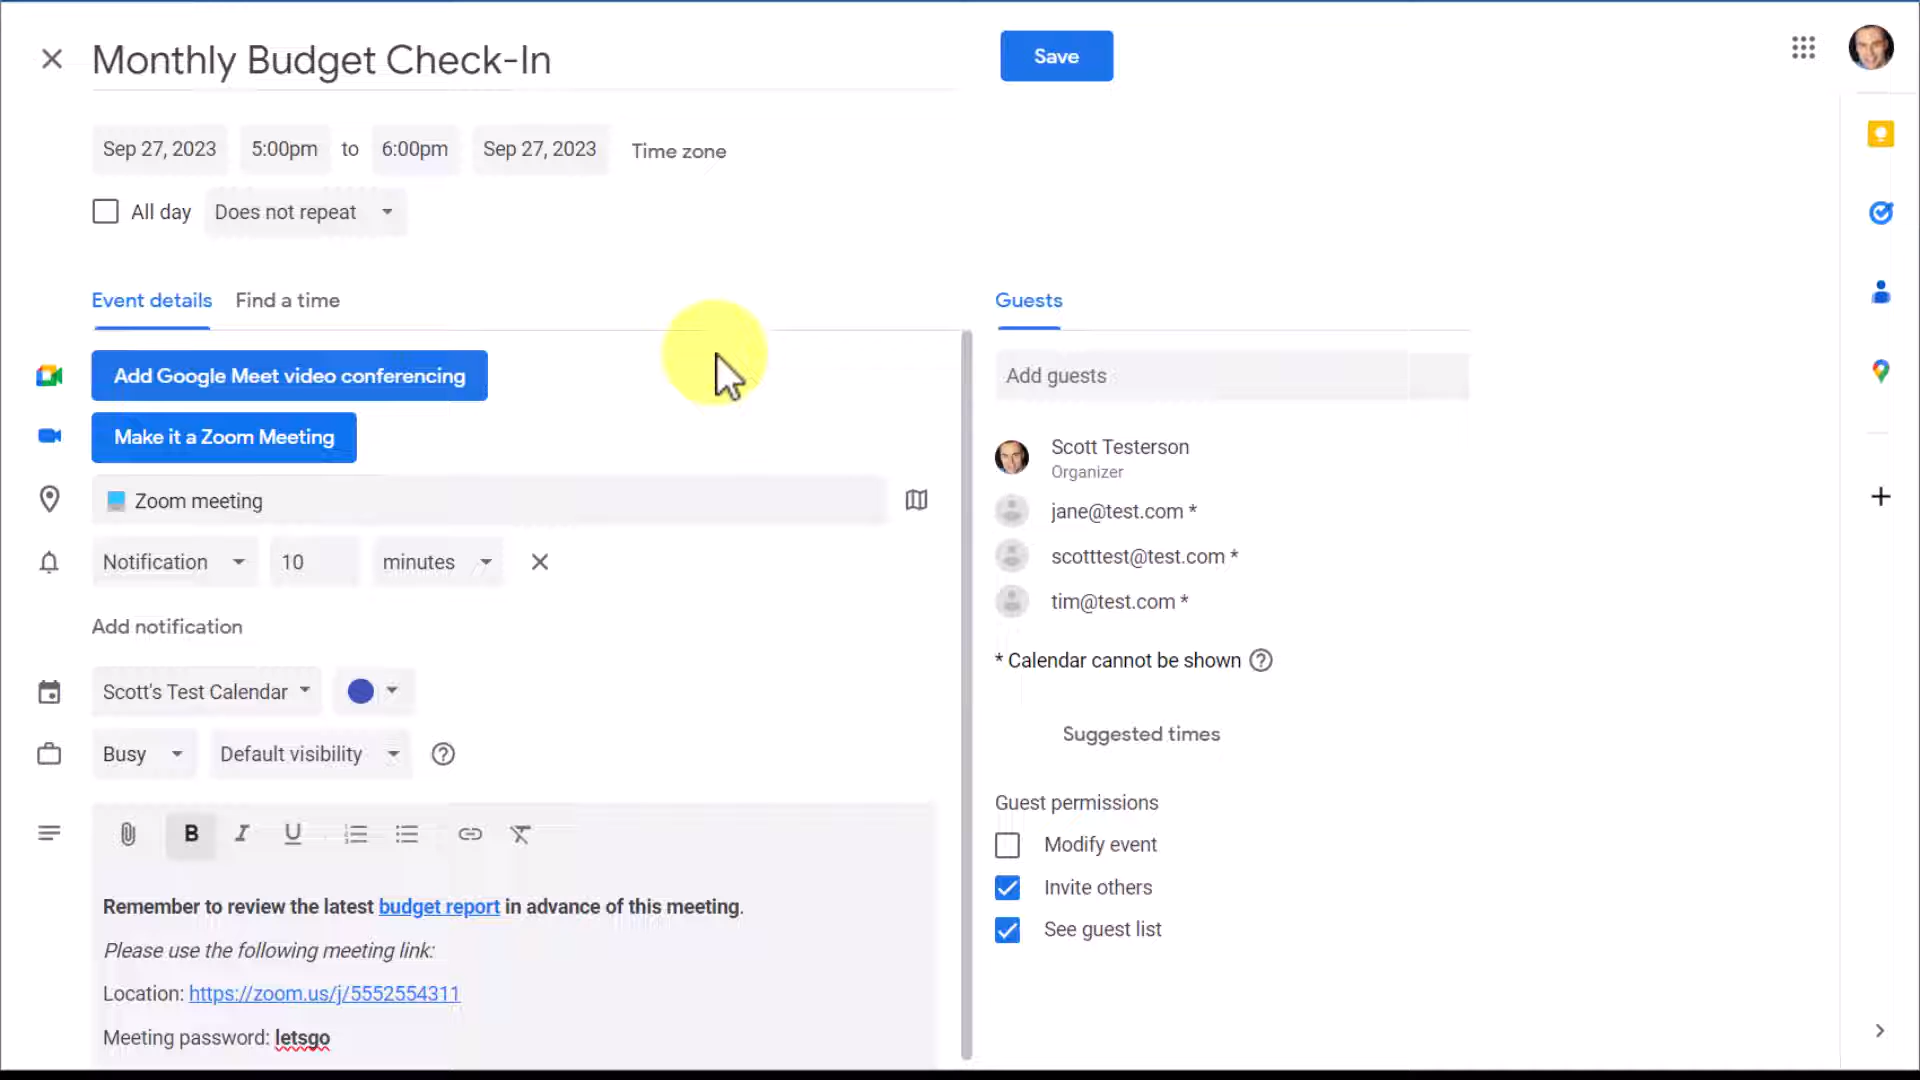 Monthly Budget Check-In
Save
Sep 27, 2023 5:00pm to 6:00pm Sep 27, 2023 Time zone
All day Does not repeat
Event details Find a time
Add Google Meet video conferencing
Make it a Zoom Meeting
Zoom meeting
Notification 10 minutes
Add notification
Scott's Test Calendar
Busy Default visibility
B I U
Remember to review the latest budget report in advance of this meeting.
Please use the following meeting link:
Location: https://zoom.us/j/5552554311
Meeting password: letsgo
Guests
Add guests
Scott Testerson
Organizer
jane@test.com *
scotttest@test.com *
tim@test.com *
* Calendar cannot be shown
Suggested times
Guest permissions
Modify event
Invite others
See guest list